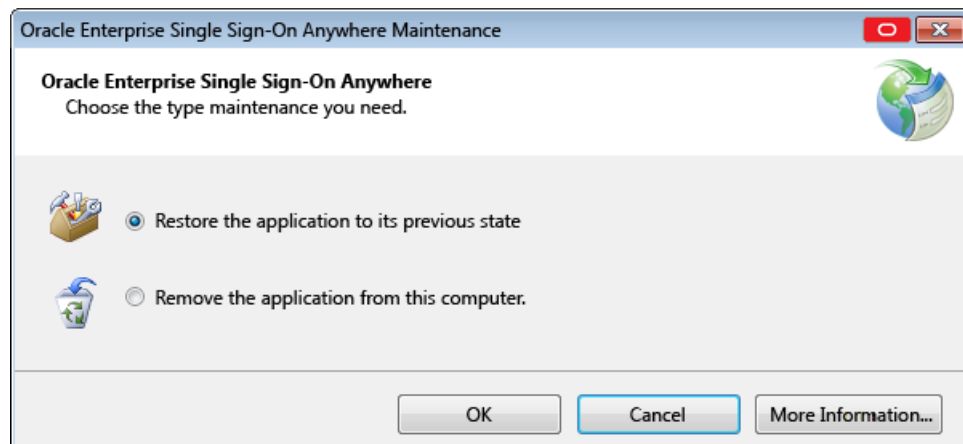 Oracle Enterprise Single Sign-On Anywhere Maintenance
Oracle Enterprise Single Sign-On Anywhere
Choose the type maintenance you need.
Restore the application to its previous state
Remove the application from this computer.
OK
Cancel
More Information...